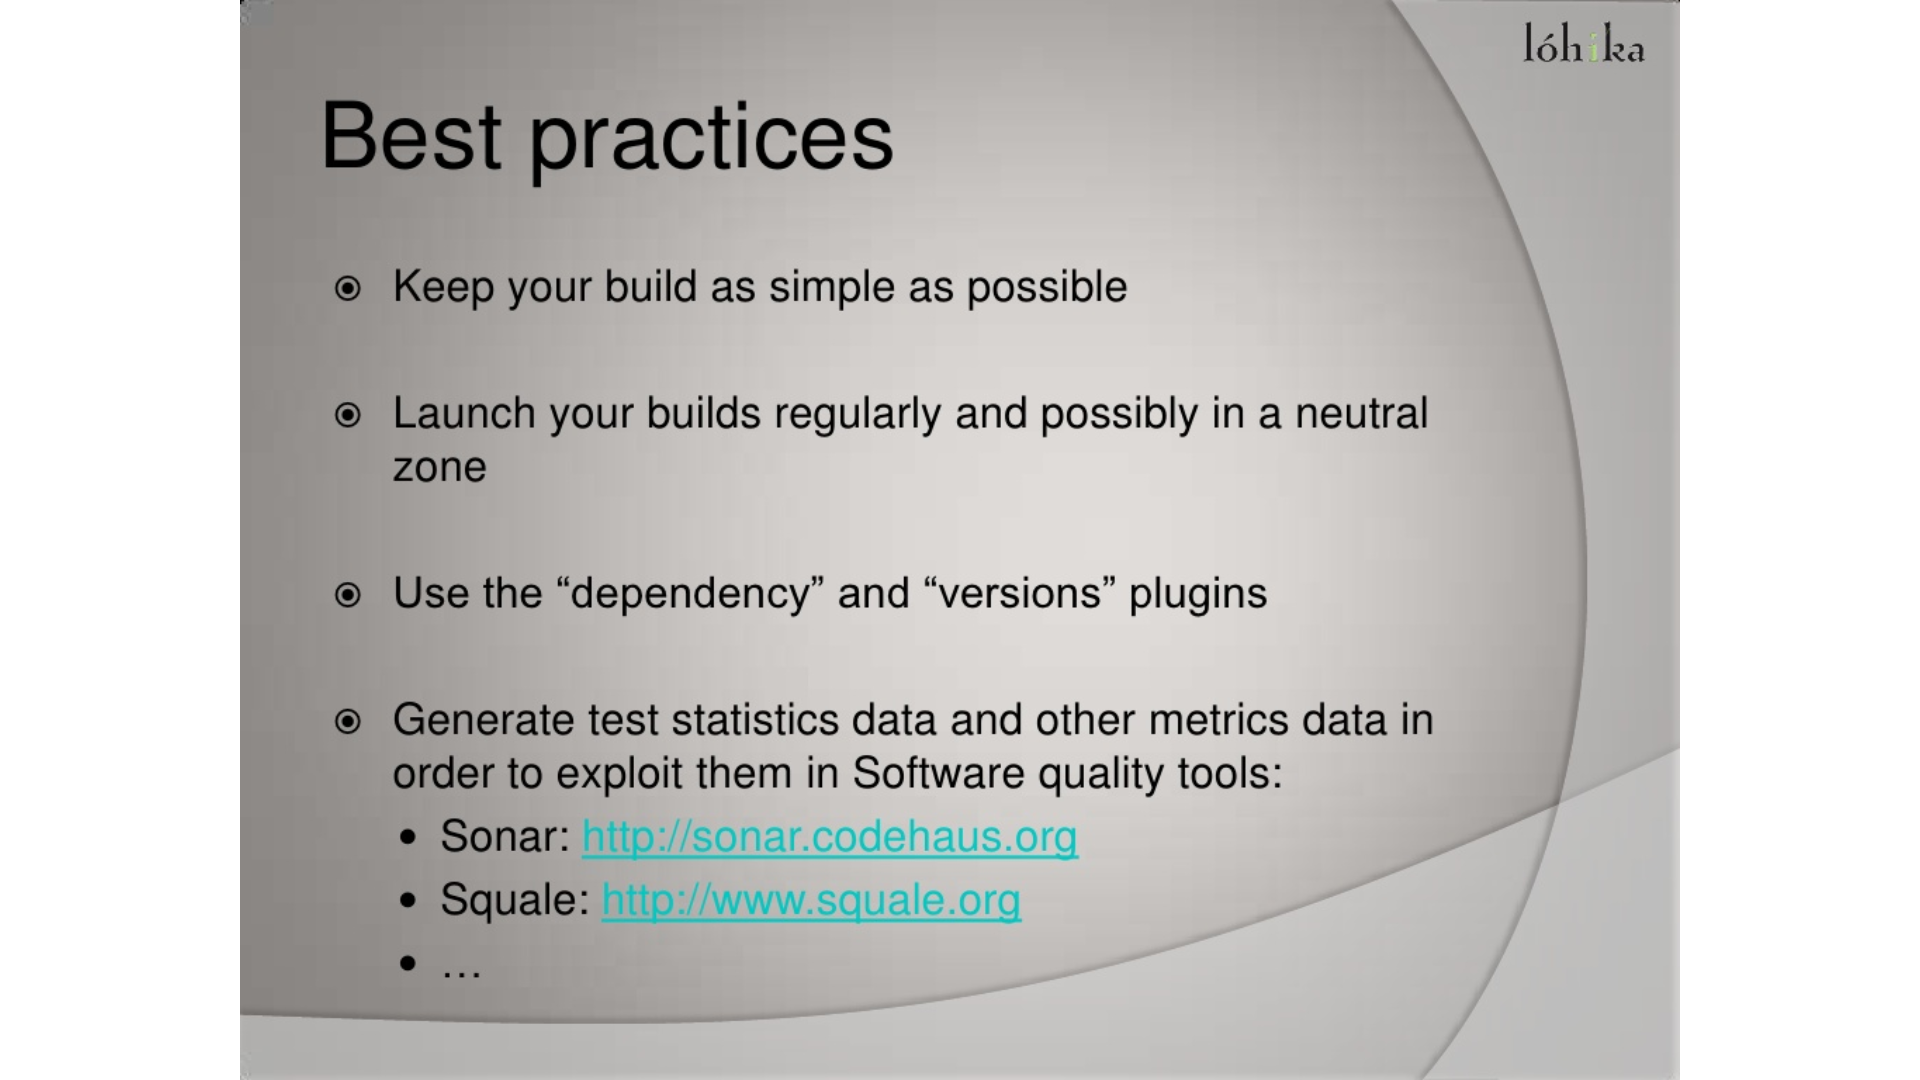 lóhika
Best practices
Keep your build as simple as possible
Launch your builds regularly and possibly in a neutral
zone
Use the “dependency” and “versions” plugins
Generate test statistics data and other metrics data in
order to exploit them in Software quality tools:
• Sonar: http://sonar.codehaus.org
• Squale: http://www.squale.org
• …